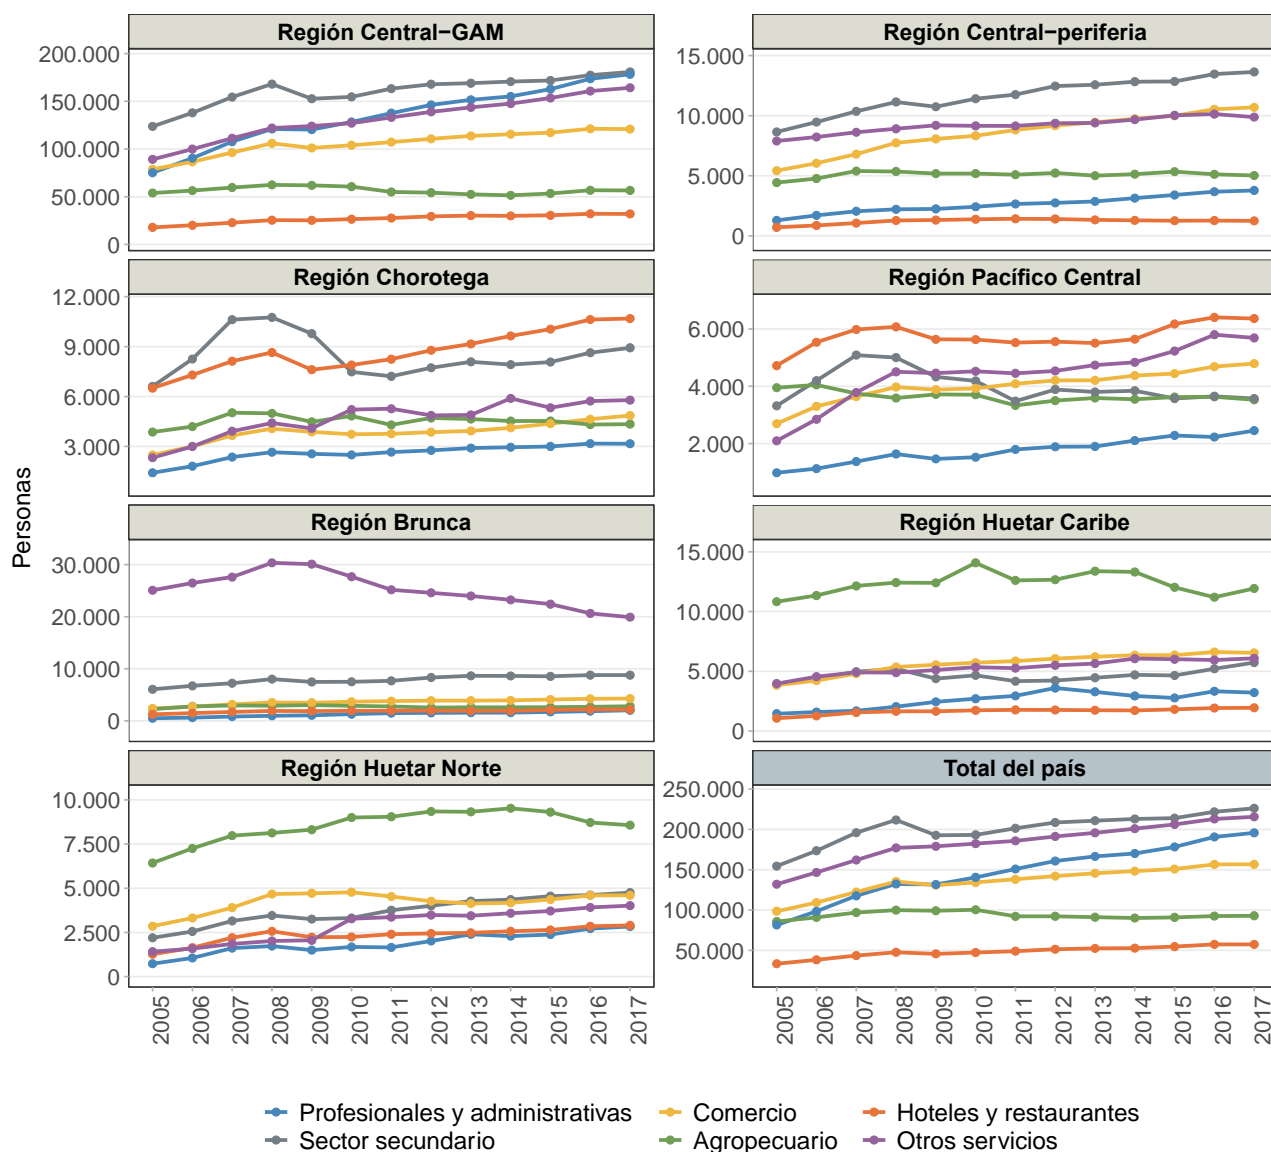 Región Central−GAM
Región Central−periferia
200.000
150.000
100.000
50.000
0
15.000
10.000
5.000
0
Región Chorotega
Región Pacífico Central
12.000
9.000
6.000
3.000
6.000
4.000
2.000
Personas
Región Brunca
Región Huetar Caribe
30.000
20.000
10.000
0
15.000
10.000
5.000
0
Región Huetar Norte
Total del país
10.000
7.500
5.000
2.500
0
250.000
200.000
150.000
100.000
50.000
2005 2006 2007 2008 2009 2010 2011 2012 2013 2014 2015 2016 2017
2005 2006 2007 2008 2009 2010 2011 2012 2013 2014 2015 2016 2017
Profesionales y administrativas Comercio Hoteles y restaurantes
Sector secundario Agropecuario Otros servicios